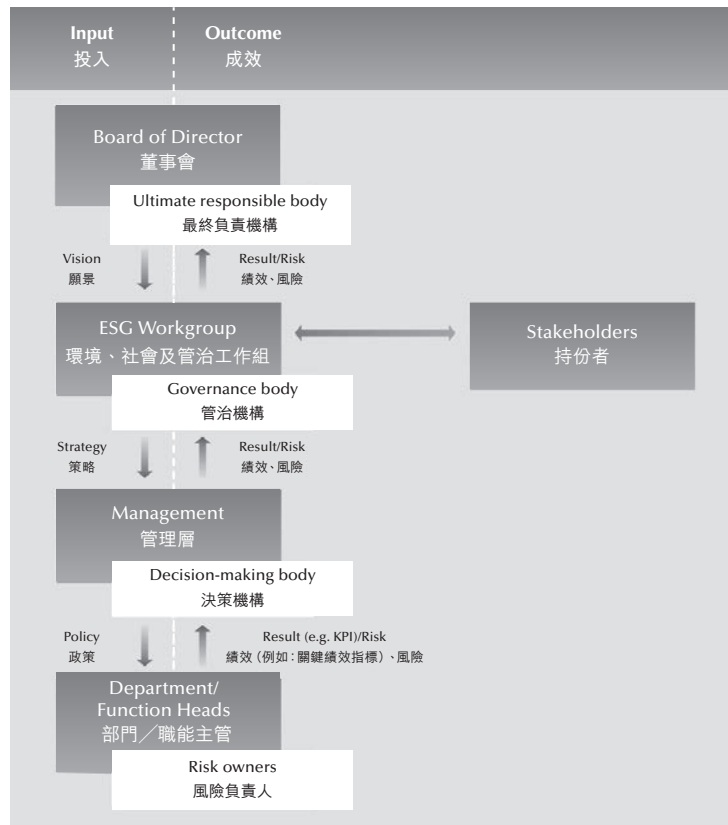 Input
投入
Outcome
成效
Board of Director
董事會
Ultimate responsible body
最終負責機構
Vision
願景
Result/Risk
績效、風險
ESG Workgroup
環境、社會及管治工作組
Stakeholders
持份者
Governance body
管治機構
Strategy
策略
Result/Risk
績效、風險
Management
管理層
Decision-making body
決策機構
Policy
政策
Result (e.g. KPI)/Risk
績效（例如：關鍵績效指標）、風險
Department/
Function Heads
部門／職能主管
Risk owners
風險負責人